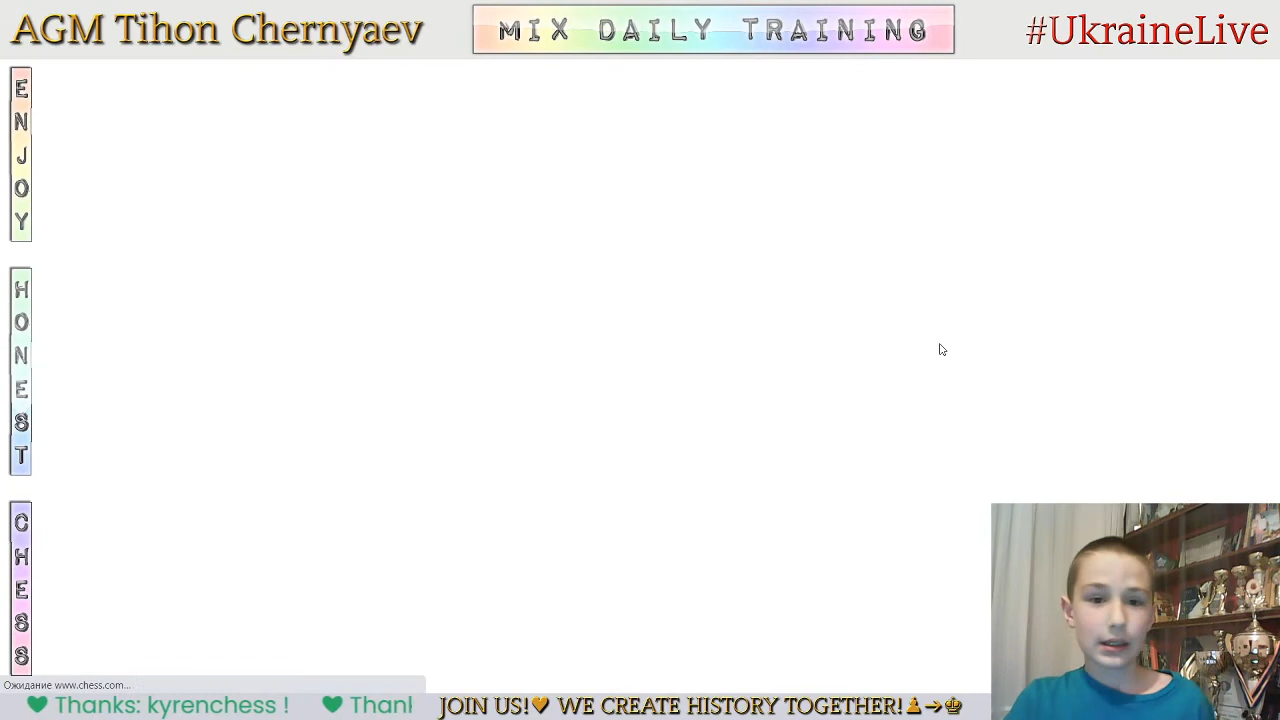 AGM Tihon Chernyaev
MIX DAILY TRAINING
#UkraineLive
ENJOY
HONEST
CHESS
Ожидание www.chess.com...
Thanks: kyrenchess !
JOIN US! WE CREATE HISTORY TOGETHER!